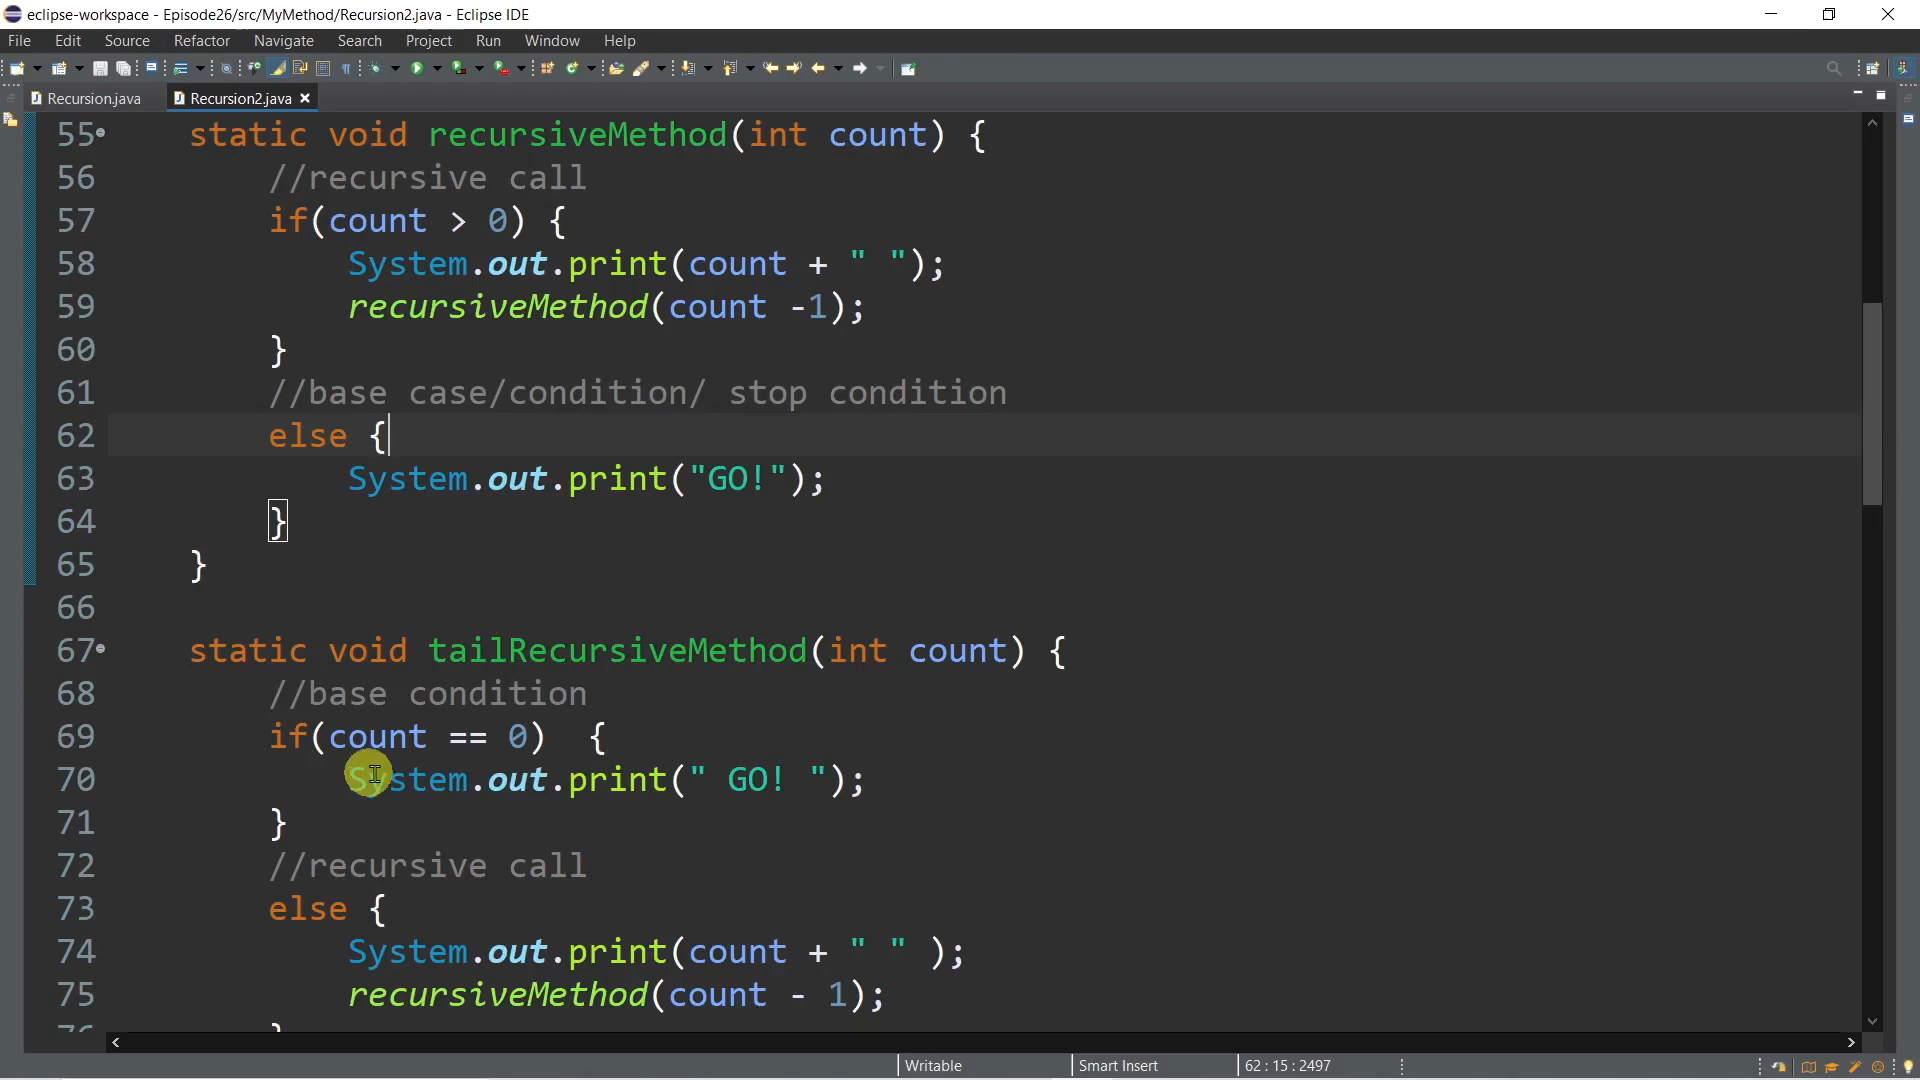 eclipse-workspace - Episode26/src/MyMethod/Recursion2.java - Eclipse IDE
File Edit Source Refactor Navigate Search Project Run Window Help
Recursion.java Recursion2.java
55 static void recursiveMethod(int count) {
56 //recursive call
57 if(count > 0) {
58 System.out.print(count + " ");
59 recursiveMethod(count -1);
60 }
61 //base case/condition/ stop condition
62 else {
63 System.out.print("GO!");
64 }
65 }
66
67 static void tailRecursiveMethod(int count) {
68 //base condition
69 if(count == 0)  {
70 System.out.print(" GO! ");
71 }
72 //recursive call
73 else {
74 System.out.print(count + " " );
75 recursiveMethod(count - 1);
Writable Smart Insert 62 : 15 : 2497